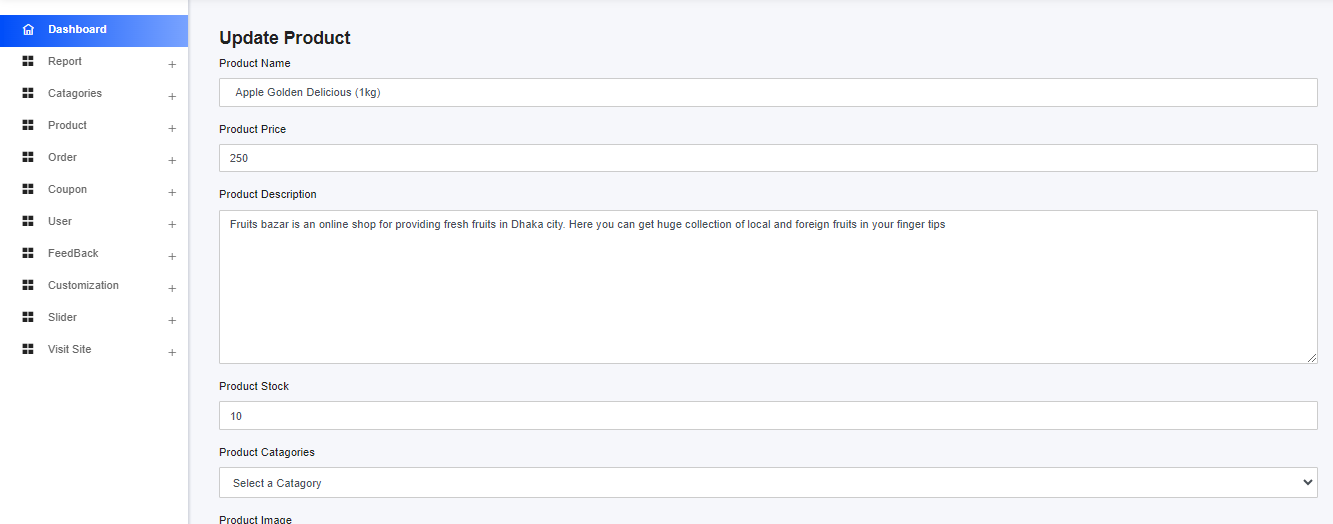 Dashboard
Report +
Catagories +
Product +
Order +
Coupon +
User +
FeedBack +
Customization +
Slider +
Visit Site +
Update Product
Product Name
Apple Golden Delicious (1kg)
Product Price
250
Product Description
Fruits bazar is an online shop for providing fresh fruits in Dhaka city. Here you can get huge collection of local and foreign fruits in your finger tips
Product Stock
10
Product Catagories
Select a Catagory
Product Image